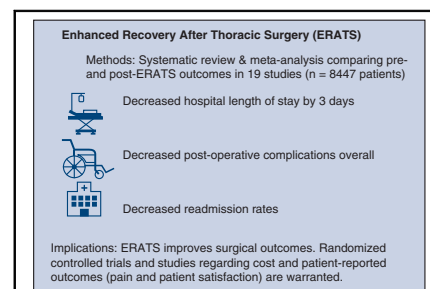 Enhanced Recovery After Thoracic Surgery (ERATS)
Methods: Systematic review & meta-analysis comparing pre-
and post-ERATS outcomes in 19 studies (n = 8447 patients)
Decreased hospital length of stay by 3 days
Decreased post-operative complications overall
Decreased readmission rates
Implications: ERATS improves surgical outcomes. Randomized
controlled trials and studies regarding cost and patient-reported
outcomes (pain and patient satisfaction) are warranted.